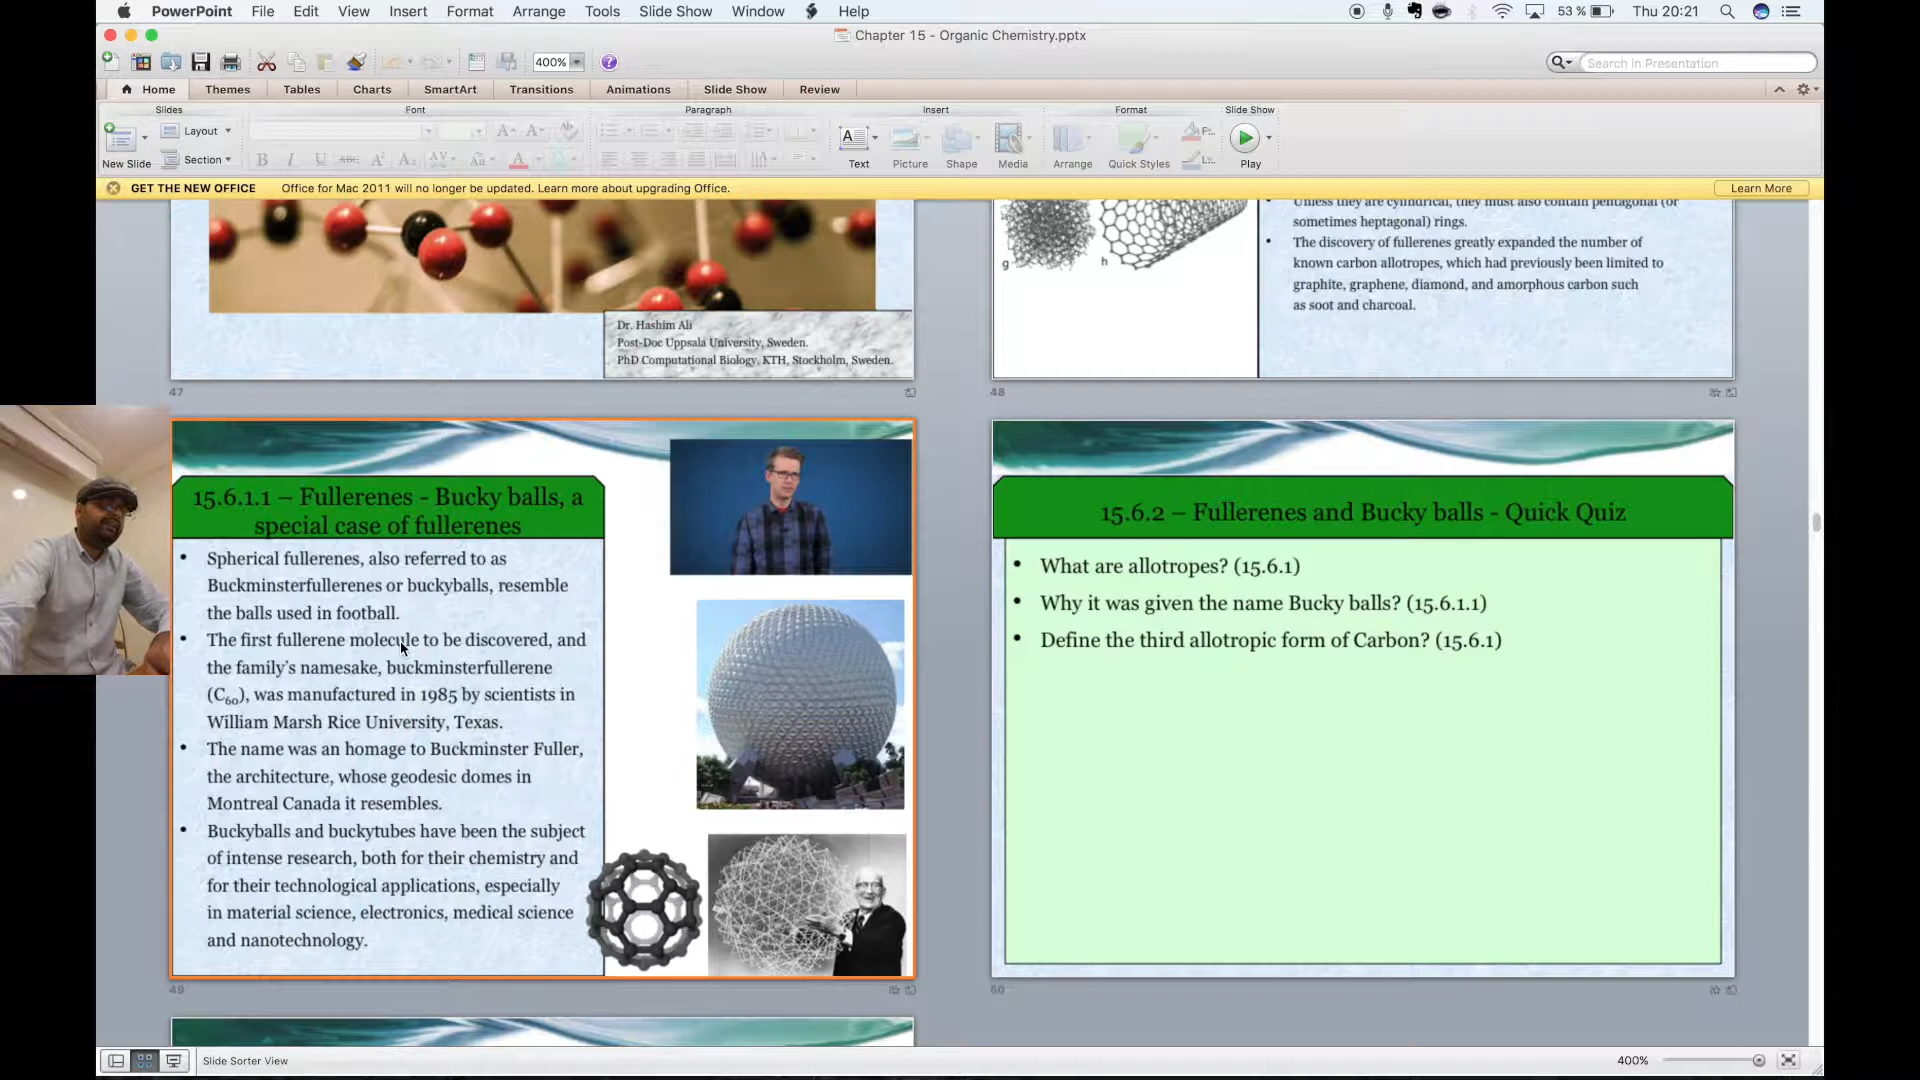 PowerPoint File Edit View Insert Format Arrange Tools Slide Show Window Help 53 % Thu 20:21
Chapter 15 - Organic Chemistry.pptx
400% Search in Presentation
Home Themes Tables Charts SmartArt Transitions Animations Slide Show Review
Slides Font Paragraph Insert Format Slide Show
Layout
New Slide Section Text Picture Shape Media Arrange Quick Styles Play
GET THE NEW OFFICE Office for Mac 2011 will no longer be updated. Learn more about upgrading Office. Learn More
Dr. Hashim Ali
Post-Doc Uppsala University, Sweden.
PhD Computational Biology, KTH, Stockholm, Sweden.
47
g h
Unless they are cylindrical, they must also contain pentagonal (or
sometimes heptagonal) rings.
• The discovery of fullerenes greatly expanded the number of
known carbon allotropes, which had previously been limited to
graphite, graphene, diamond, and amorphous carbon such
as soot and charcoal.
48
15.6.1.1 – Fullerenes - Bucky balls, a
special case of fullerenes
• Spherical fullerenes, also referred to as
Buckminsterfullerenes or buckyballs, resemble
the balls used in football.
• The first fullerene molecule to be discovered, and
the family's namesake, buckminsterfullerene
(C₆₀), was manufactured in 1985 by scientists in
William Marsh Rice University, Texas.
• The name was an homage to Buckminster Fuller,
the architecture, whose geodesic domes in
Montreal Canada it resembles.
• Buckyballs and buckytubes have been the subject
of intense research, both for their chemistry and
for their technological applications, especially
in material science, electronics, medical science
and nanotechnology.
49
15.6.2 – Fullerenes and Bucky balls - Quick Quiz
• What are allotropes? (15.6.1)
• Why it was given the name Bucky balls? (15.6.1.1)
• Define the third allotropic form of Carbon? (15.6.1)
Slide Sorter View 400%